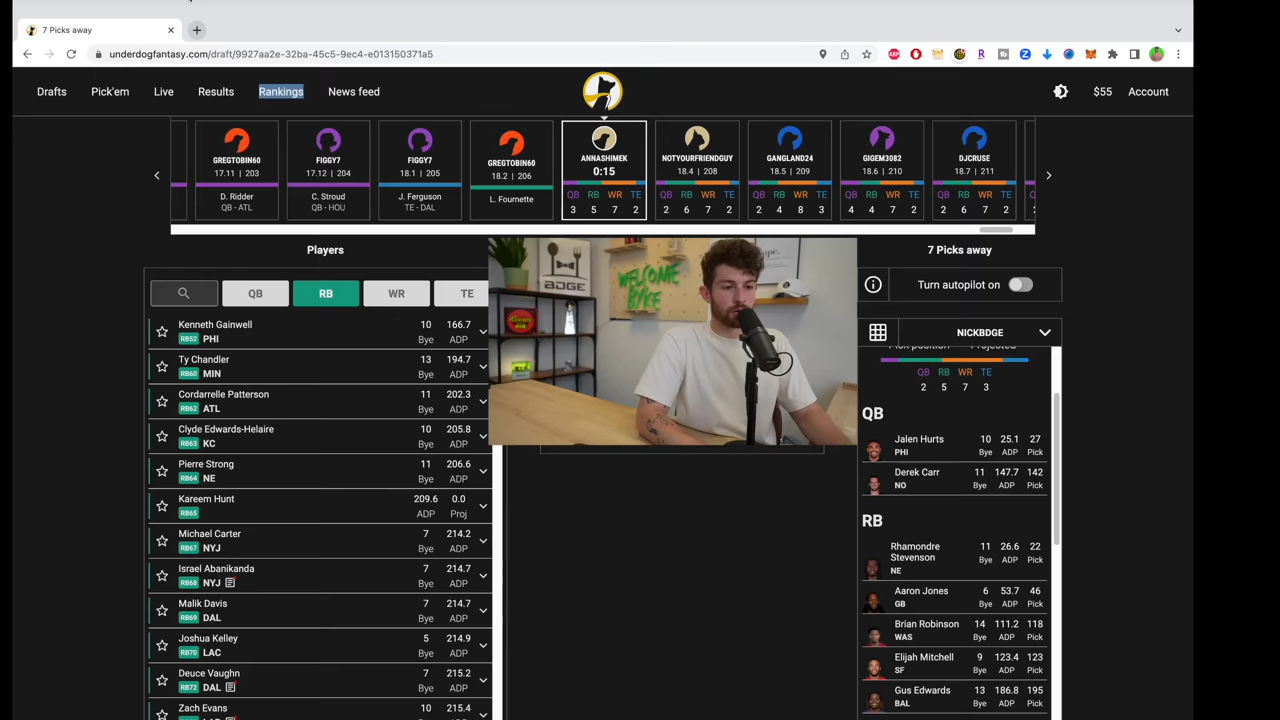 7 Picks away
underdogfantasy.com/draft/9927aa2e-32ba-45c5-9ec4-e013150371a5
Drafts Pick'em Live Results Rankings News feed $55 Account
GREGTOBIN60 FIGGY7 FIGGY7 GREGTOBIN60 ANNASHIMEK NOTYOURFRIENDGUY GANGLAND24 GIGEM3082 DJCRUSE
17.11 | 203 17.12 | 204 18.1 | 205 18.2 | 206 0:15 18.4 | 208 18.5 | 209 18.6 | 210 18.7 | 211
D. Ridder C. Stroud J. Ferguson L. Fournette QB RB WR TE QB RB WR TE QB RB WR TE QB RB WR TE QB RB WR TE
QB - ATL QB - HOU TE - DAL 3 5 7 2 2 6 7 2 2 4 8 3 4 4 7 2 2 6 7 2
Players
QB RB WR TE
Kenneth Gainwell 10 166.7
RB52 PHI Bye ADP
Ty Chandler 13 194.7
RB60 MIN Bye ADP
Cordarrelle Patterson 11 202.3
RB62 ATL Bye ADP
Clyde Edwards-Helaire 10 205.8
RB63 KC Bye ADP
Pierre Strong 11 206.6
RB64 NE Bye ADP
Kareem Hunt 209.6 0.0
RB65 ADP Proj
Michael Carter 7 214.2
RB67 NYJ Bye ADP
Israel Abanikanda 7 214.7
RB68 NYJ Bye ADP
Malik Davis 7 214.7
RB69 DAL Bye ADP
Joshua Kelley 5 214.9
RB70 LAC Bye ADP
Deuce Vaughn 7 215.2
RB72 DAL Bye ADP
Zach Evans 10 215.4
BDGE
WELCOME
BYKE
7 Picks away
Turn autopilot on
NICKBDGE
Pick position Projected
QB RB WR TE
2 5 7 3
QB
Jalen Hurts 10 25.1 27
PHI Bye ADP Pick
Derek Carr 11 147.7 142
NO Bye ADP Pick
RB
Rhamondre
Stevenson 11 26.6 22
NE Bye ADP Pick
Aaron Jones 6 53.7 46
GB Bye ADP Pick
Brian Robinson 14 111.2 118
WAS Bye ADP Pick
Elijah Mitchell 9 123.4 123
SF Bye ADP Pick
Gus Edwards 13 186.8 195
BAL Bye ADP Pick